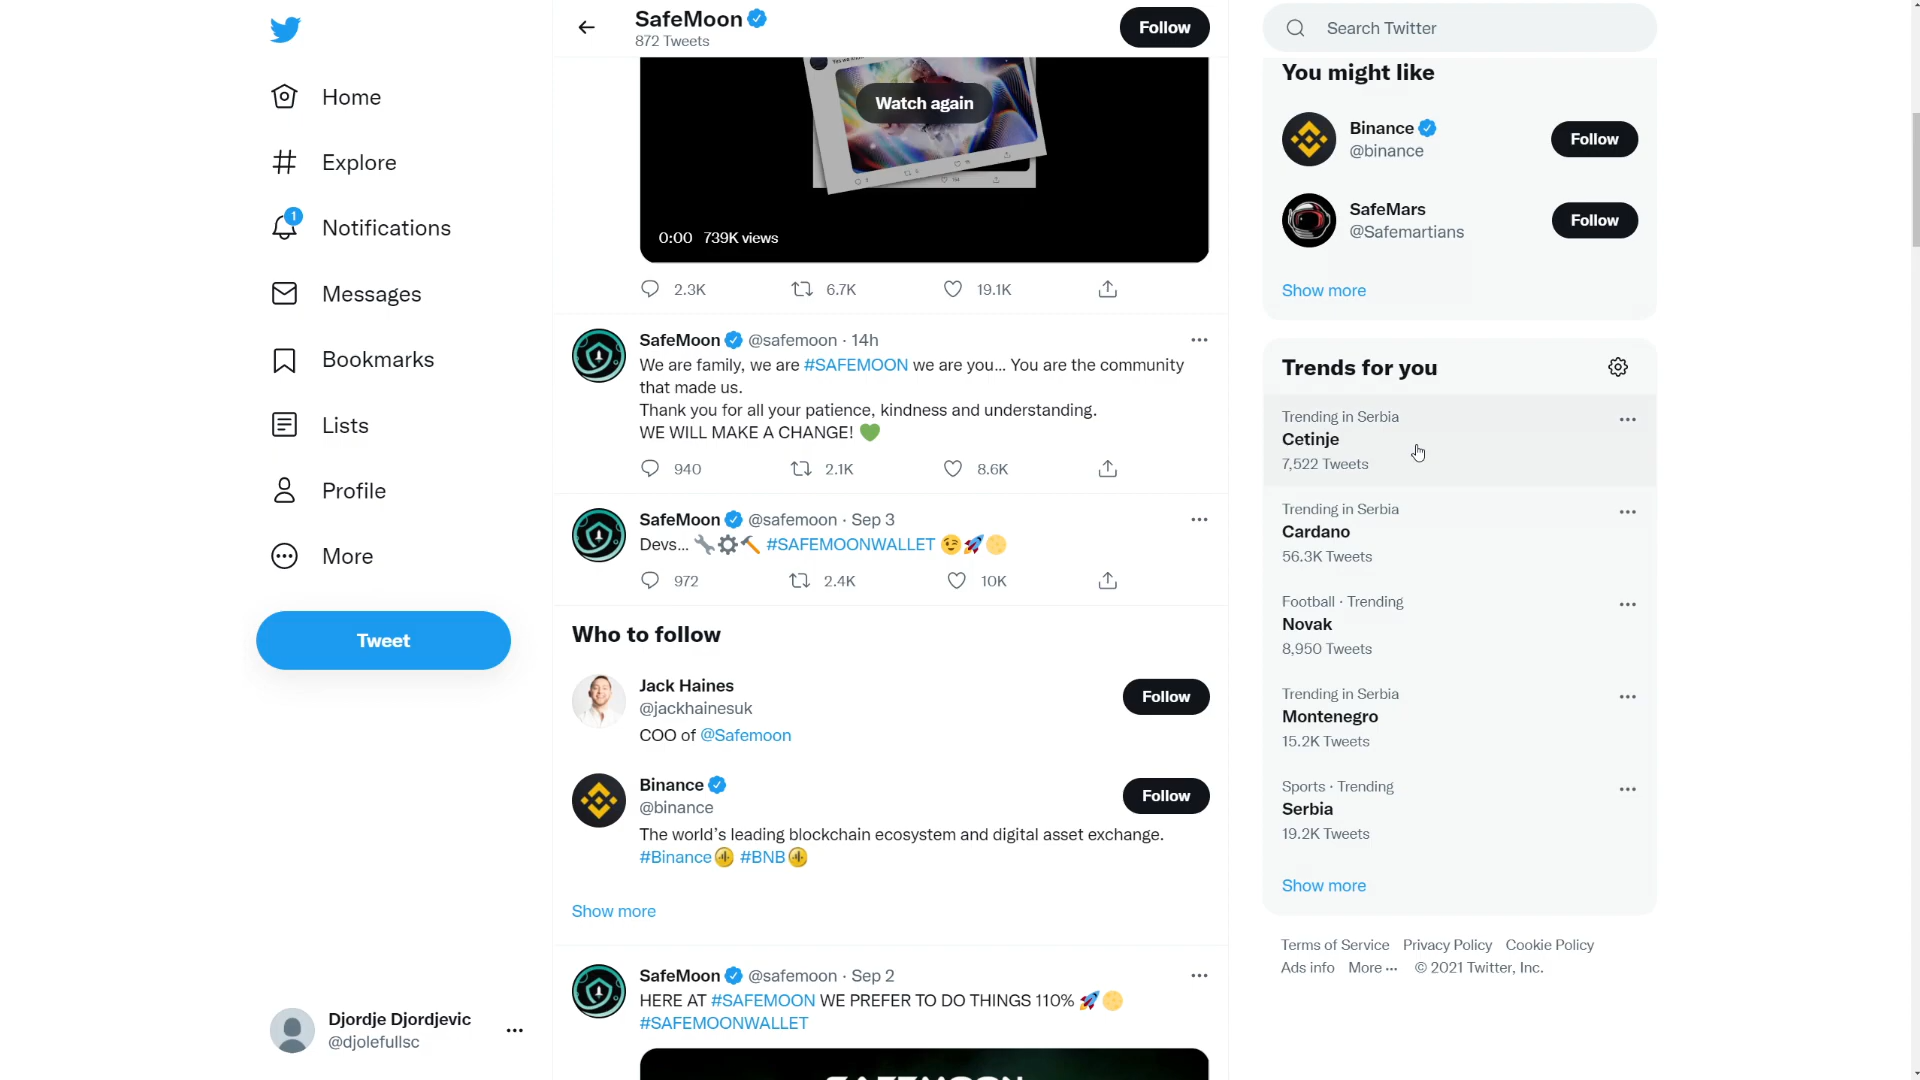 Home
Explore
1
Notifications
Messages
Bookmarks
Lists
Profile
More
Tweet
Djordje Djordjevic
@djolefullsc
SafeMoon
872 Tweets
Follow
Watch again
0:00 739K views
2.3K 6.7K 19.1K
SafeMoon @safemoon · 14h
We are family, we are #SAFEMOON we are you... You are the community
that made us.
Thank you for all your patience, kindness and understanding.
WE WILL MAKE A CHANGE! 💚
940 2.1K 8.6K
SafeMoon @safemoon · Sep 3
Devs... 🔧⚙️🔨 #SAFEMOONWALLET 😉🚀🌕
972 2.4K 10K
Who to follow
Jack Haines
@jackhainesuk
Follow
COO of @Safemoon
Binance
@binance
Follow
The world's leading blockchain ecosystem and digital asset exchange.
#Binance #BNB
Show more
SafeMoon @safemoon · Sep 2
HERE AT #SAFEMOON WE PREFER TO DO THINGS 110% 🚀🌕
#SAFEMOONWALLET
SAFEMOON
Search Twitter
You might like
Binance
@binance
Follow
SafeMars
@Safemartians
Follow
Show more
Trends for you
Trending in Serbia
Cetinje
7,522 Tweets
Trending in Serbia
Cardano
56.3K Tweets
Football · Trending
Novak
8,950 Tweets
Trending in Serbia
Montenegro
15.2K Tweets
Sports · Trending
Serbia
19.2K Tweets
Show more
Terms of Service Privacy Policy Cookie Policy
Ads info More ··· © 2021 Twitter, Inc.